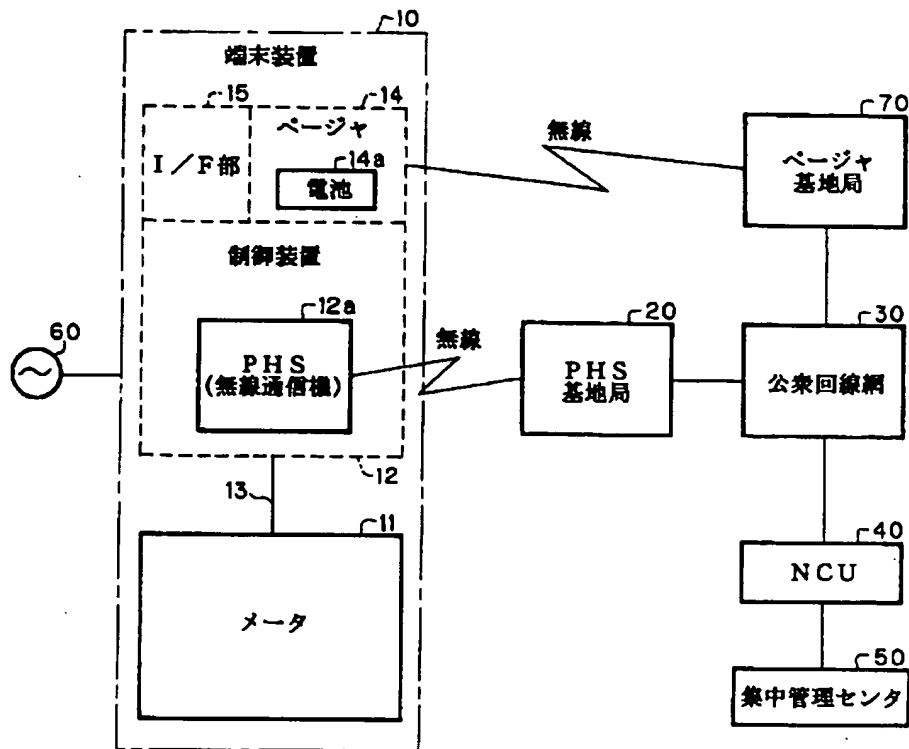 10
端末装置
15
14
ページャ
I/F部
14a
電池
無線
70
ページャ
基地局
制御装置
12a
PHS
(無線通信機)
無線
20
PHS
基地局
30
公衆回線網
60
12
13
11
メータ
40
NCU
50
集中管理センタ